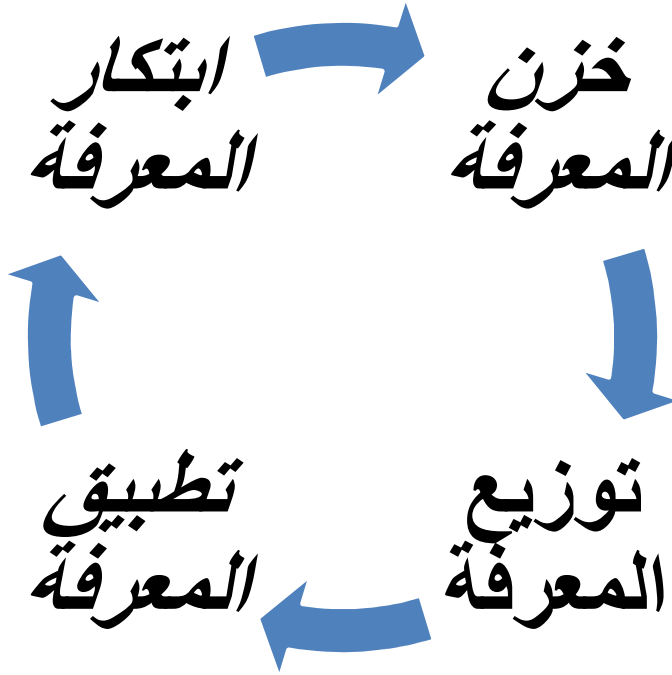 ابتكار
المعرفة
خزن
المعرفة
توزيع
المعرفة
تطبيق
المعرفة